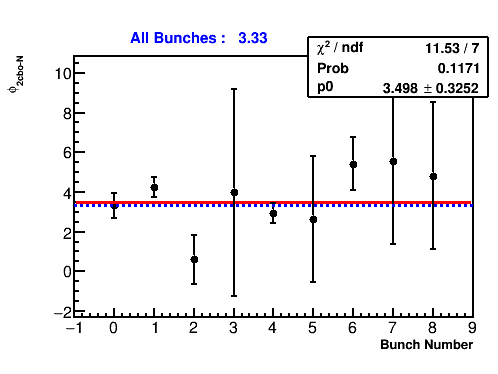 All Bunches : 3.33
χ² / ndf 11.53 / 7
Prob 0.1171
p0 3.498 ± 0.3252
ϕ2cbo-N
10
8
6
4
2
0
−2
−1 0 1 2 3 4 5 6 7 8 9
Bunch Number